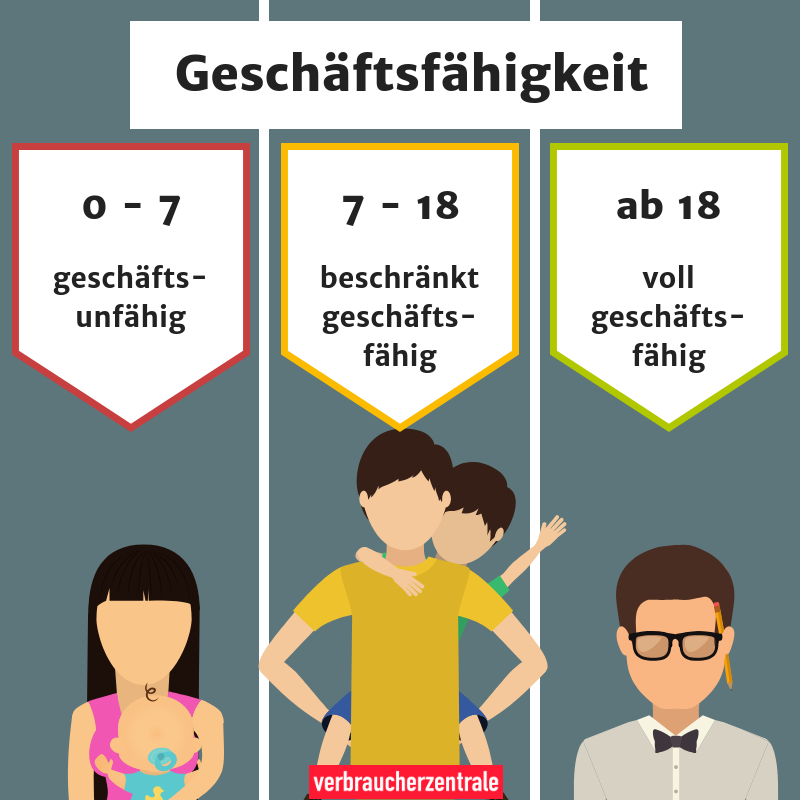 Geschäftsfähigkeit
0 - 7
geschäfts-
unfähig
7 - 18
beschränkt
geschäfts-
fähig
ab 18
voll
geschäfts-
fähig
verbraucherzentrale